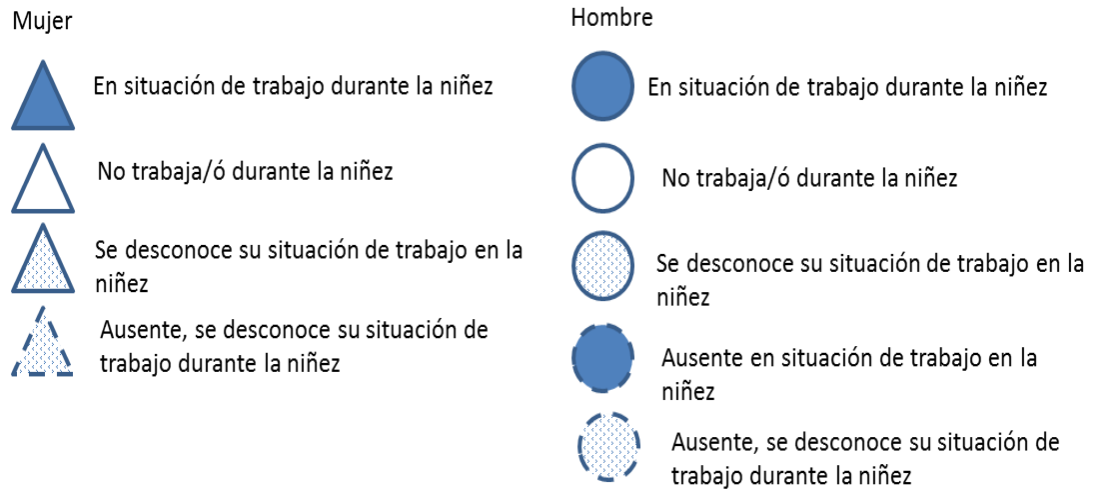 Mujer
En situación de trabajo durante la niñez
No trabaja/ó durante la niñez
Se desconoce su situación de trabajo en la
niñez
Ausente, se desconoce su situación de
trabajo durante la niñez
Hombre
En situación de trabajo durante la niñez
No trabaja/ó durante la niñez
Se desconoce su situación de trabajo en la
niñez
Ausente en situación de trabajo en la
niñez
Ausente, se desconoce su situación de
trabajo durante la niñez